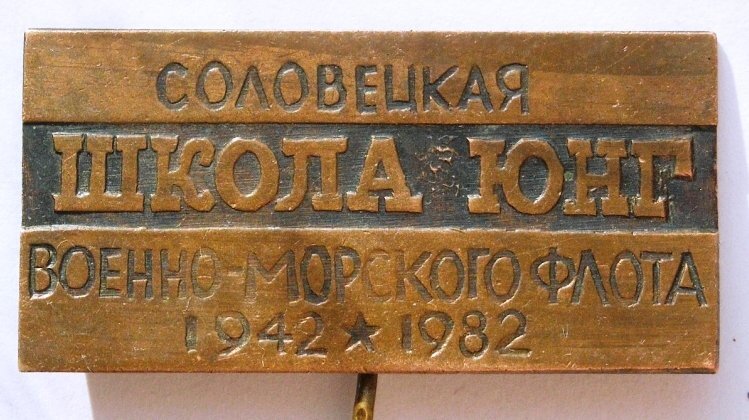 СОЛОВЕЦКАЯ
ШКОЛА ЮНГ
ВОЕННО-МОРСКОГО ФЛОТА
1942★1982